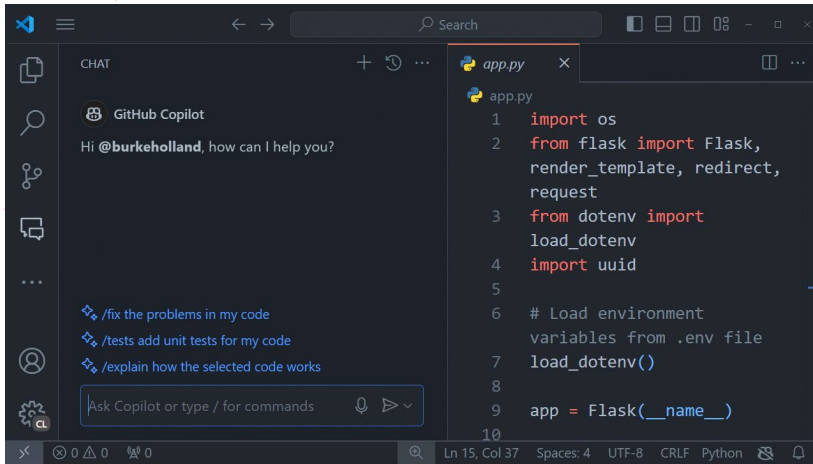 Search
CHAT
app.py
app.py
GitHub Copilot
Hi @burkeholland, how can I help you?
/fix the problems in my code
/tests add unit tests for my code
/explain how the selected code works
Ask Copilot or type / for commands
CL
1 import os
2 from flask import Flask,
render_template, redirect,
request
3 from dotenv import
load_dotenv
4 import uuid
5
6 # Load environment
variables from .env file
7 load_dotenv()
8
9 app = Flask(__name__)
10
0 0 0 Ln 15, Col 37 Spaces: 4 UTF-8 CRLF Python